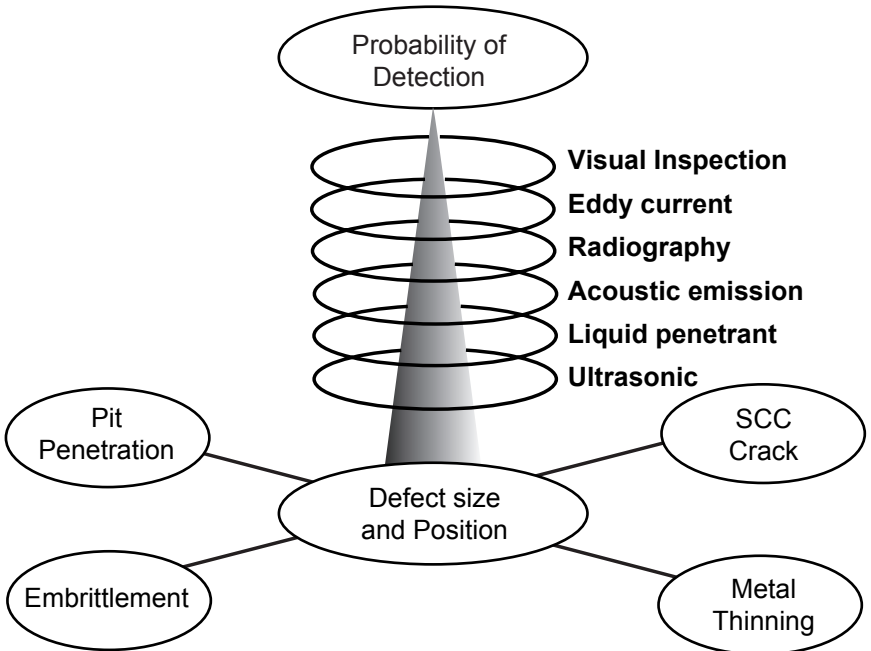 Probability of
Detection
Visual Inspection
Eddy current
Radiography
Acoustic emission
Liquid penetrant
Ultrasonic
Pit
Penetration
SCC
Crack
Defect size
and Position
Embrittlement
Metal
Thinning